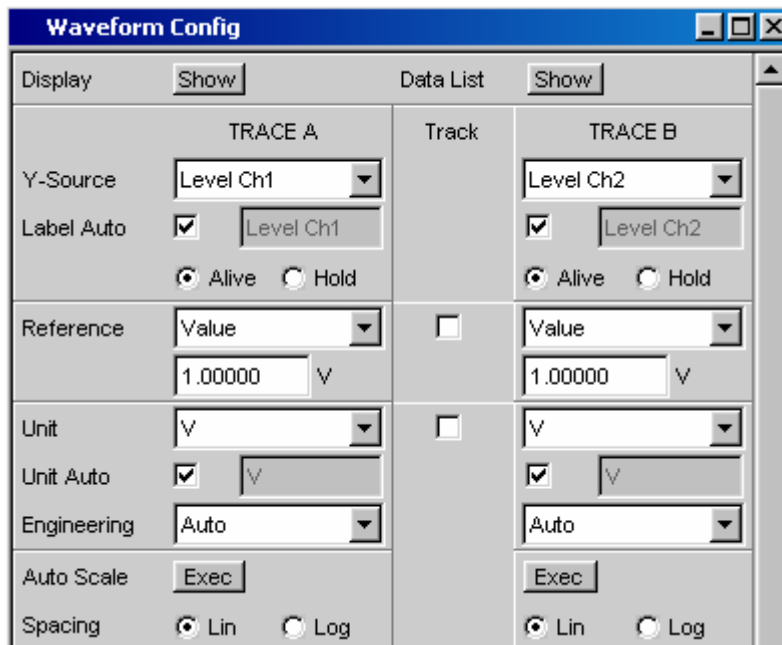 Waveform Config
Display Show Data List Show
TRACE A Track TRACE B
Y-Source Level Ch1 Level Ch2
Label Auto Level Ch1 Level Ch2
Alive Hold Alive Hold
Reference Value Value
1.00000 V 1.00000 V
Unit V V
Unit Auto V V
Engineering Auto Auto
Auto Scale Exec Exec
Spacing Lin Log Lin Log